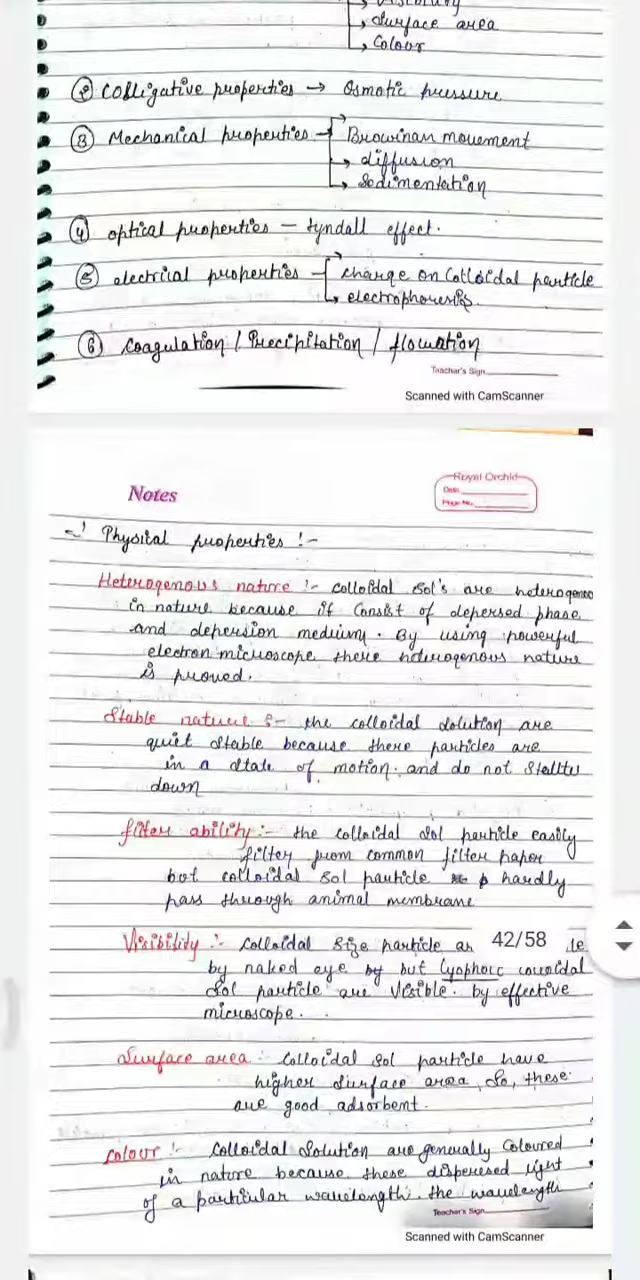 Surface area
Colour
② Colligative properties → Osmotic pressure
③ Mechanical properties → Browinan movement
→ diffusion
→ Sedimentation
④ optical properties – tyndall effect.
⑤ electrical properties → charge on Colloidal particle
→ electrophoresis.
⑥ Coagulation / Precipitation /
Teacher's Sign
Scanned with CamScanner
Notes
Royal Orchid
Date
Page No.
Physical properties :-
Heterogenous nature :- Colloidal Sol's are heterogeneo
in nature because it Consist of depersed phase
and depersion medium. By using powerful
electron microscope there heterogenous nature
is proved.
Stable nature :- the colloidal solution are
quiet stable because there particles are
in a state of motion and do not
down
filter ability :- the colloidal sol particle easily
filter from common filter paper
but colloidal sol particle hardly
pass through animal membrane
Visibility :- Colloidal Size particle ar 42/58 le
by naked eye but lyophoic colloidal
Sol particle are Visible by effective
microscope.
Surface area :- Colloidal sol particle have
higher Surface area, So, these
are good adsorbent.
Colour :- Colloidal Solution are generally Coloured
in nature because these dispersed light
of a particular wavelength. the wavelength
Teacher's Sign
Scanned with CamScanner